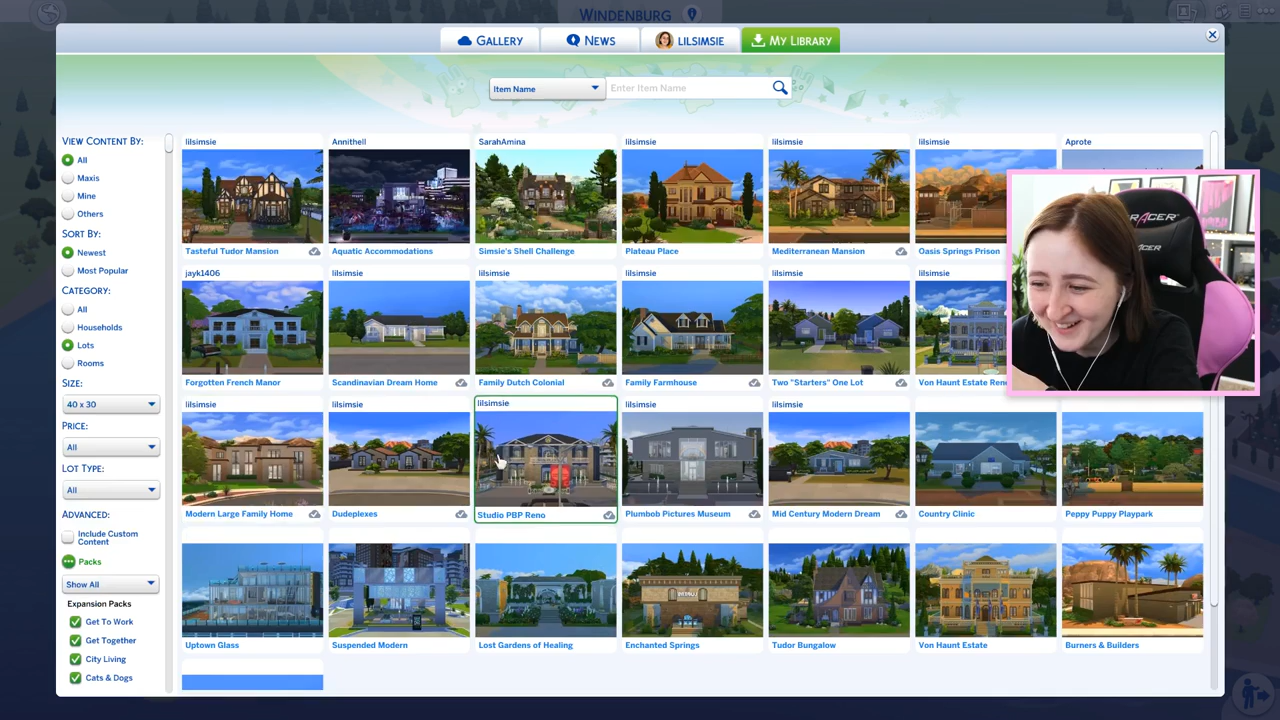 WINDENBURG
GALLERY
NEWS
LILSIMSIE
MY LIBRARY
Item Name
Enter Item Name
VIEW CONTENT BY:
All
Maxis
Mine
Others
SORT BY:
Newest
Most Popular
CATEGORY:
All
Households
Lots
Rooms
SIZE:
40 x 30
PRICE:
All
LOT TYPE:
All
ADVANCED:
Include Custom
Content
Packs
Show All
Expansion Packs
Get To Work
Get Together
City Living
Cats & Dogs
lilsimsie
Tasteful Tudor Mansion
Annithell
Aquatic Accommodations
SarahAmina
Simsie's Shell Challenge
lilsimsie
Plateau Place
lilsimsie
Mediterranean Mansion
lilsimsie
Oasis Springs Prison
Aprote
jayk1406
Forgotten French Manor
lilsimsie
Scandinavian Dream Home
lilsimsie
Family Dutch Colonial
lilsimsie
Family Farmhouse
lilsimsie
Two "Starters" One Lot
lilsimsie
Von Haunt Estate Ren
lilsimsie
Modern Large Family Home
lilsimsie
Dudeplexes
lilsimsie
Studio PBP Reno
lilsimsie
Plumbob Pictures Museum
lilsimsie
Mid Century Modern Dream
Country Clinic
Peppy Puppy Playpark
Uptown Glass
Suspended Modern
Lost Gardens of Healing
Enchanted Springs
Tudor Bungalow
Von Haunt Estate
Burners & Builders
RACER
ACER